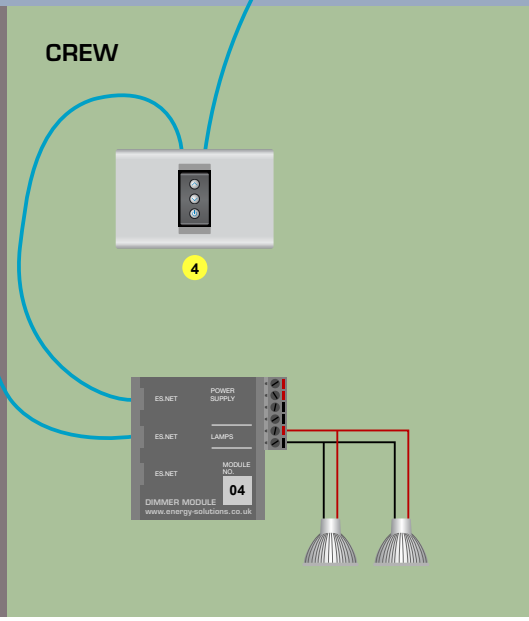 CREW
4
POWER
SUPPLY
ES.NET
ES.NET
LAMPS
MODULE
NO.
ES.NET
04
DIMMER MODULE
www.energy-solutions.co.uk